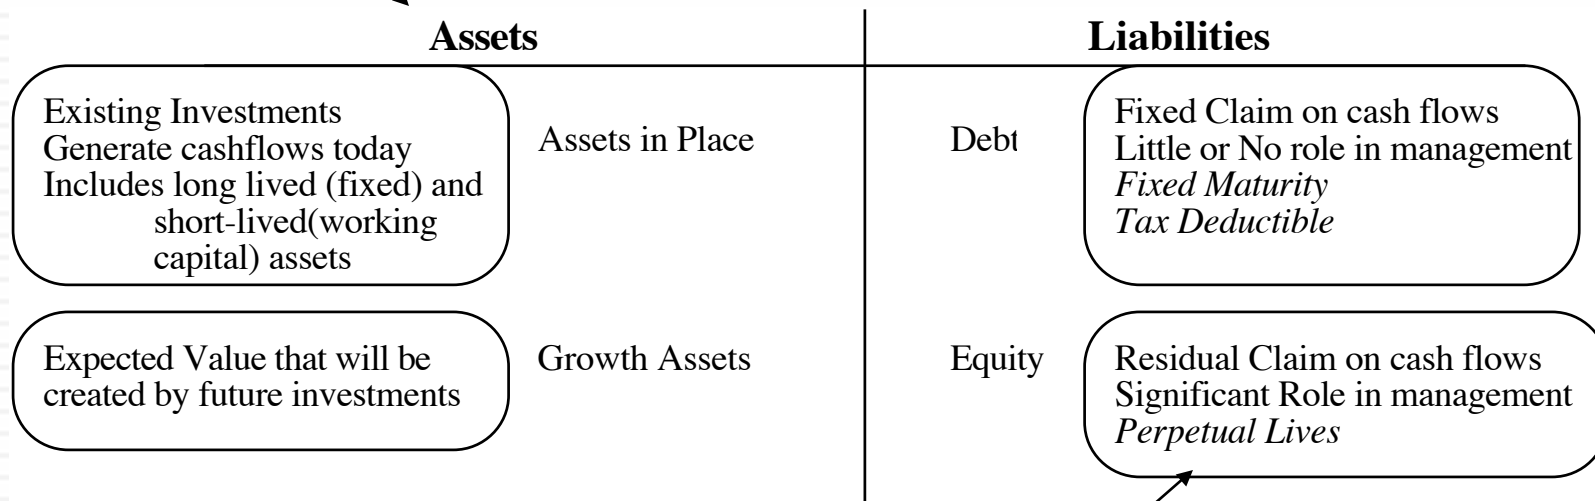 Assets
Liabilities
Existing Investments
Generate cashflows today
Includes long lived (fixed) and
short-lived(working
capital) assets
Assets in Place
Debt
Fixed Claim on cash flows
Little or No role in management
Fixed Maturity
Tax Deductible
Expected Value that will be
created by future investments
Growth Assets
Equity
Residual Claim on cash flows
Significant Role in management
Perpetual Lives